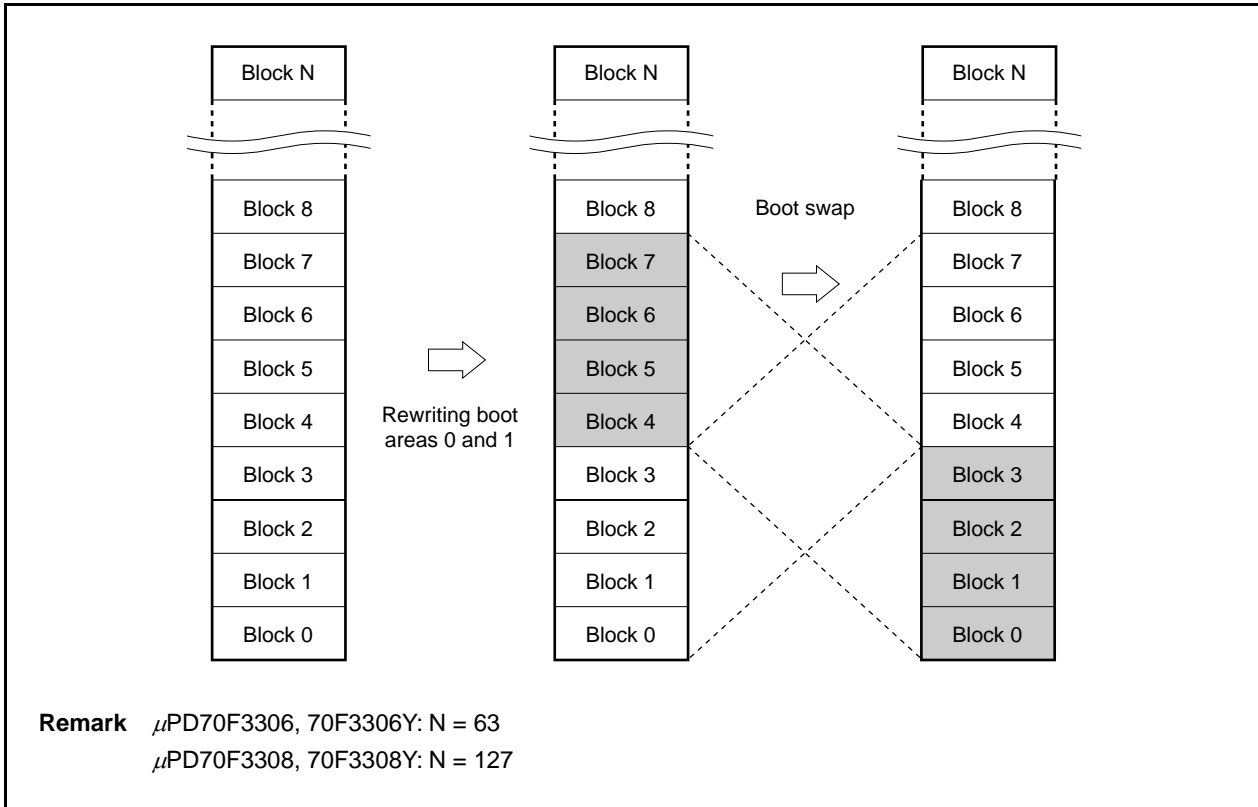 Block N
Block 8
Block 7
Block 6
Block 5
Block 4
Block 3
Block 2
Block 1
Block 0
Rewriting boot
areas 0 and 1
Block N
Block 8
Block 7
Block 6
Block 5
Block 4
Block 3
Block 2
Block 1
Block 0
Boot swap
Block N
Block 8
Block 7
Block 6
Block 5
Block 4
Block 3
Block 2
Block 1
Block 0
Remark μPD70F3306, 70F3306Y: N = 63
μPD70F3308, 70F3308Y: N = 127